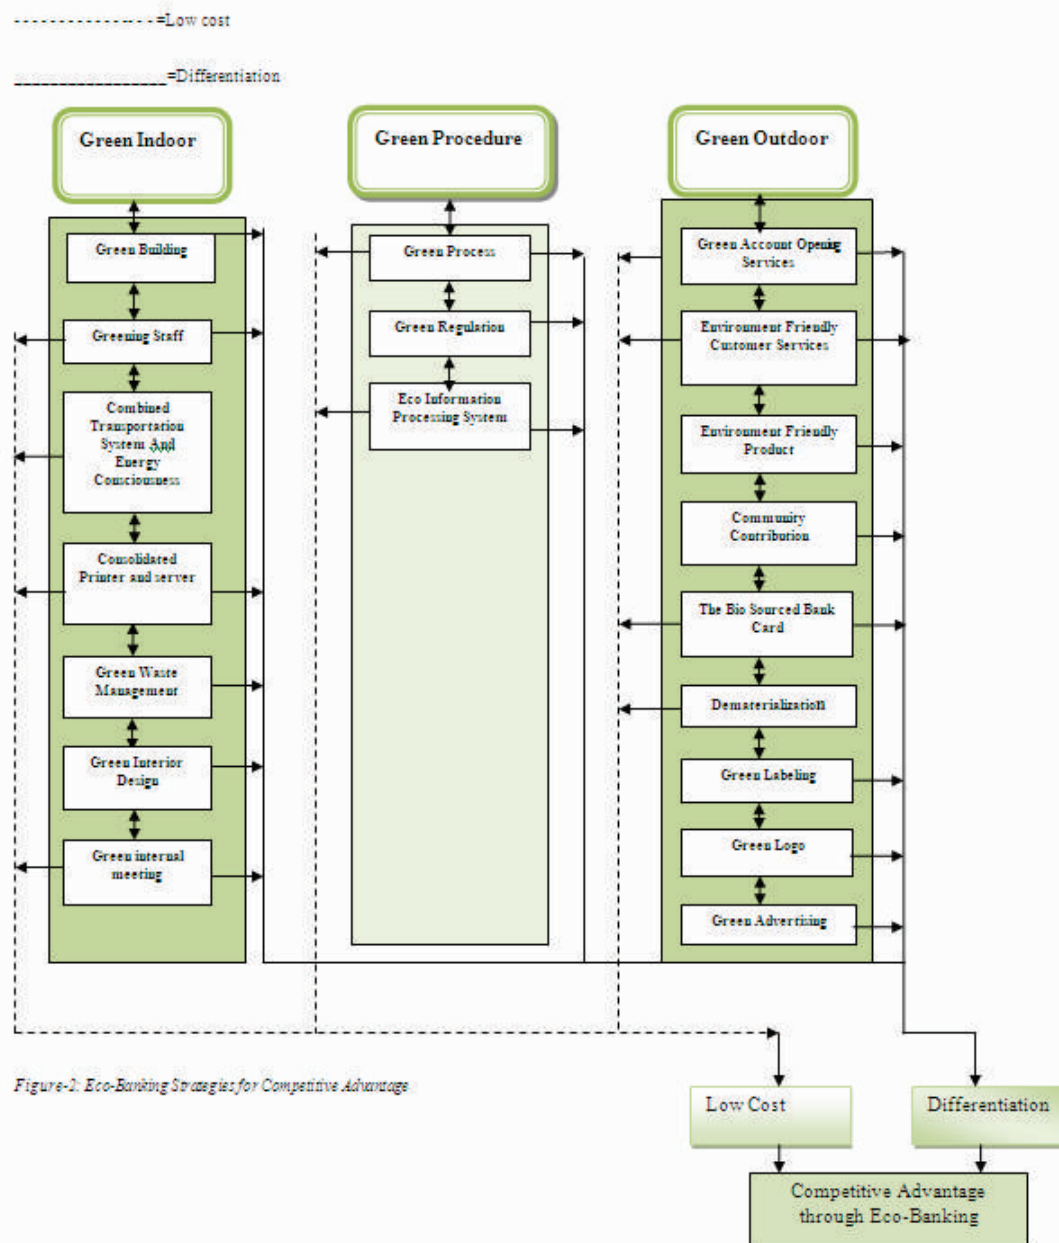 =Low cost
=Differentiation
Green Indoor
Green Building
Greening Staff
Combined
Transportation
System And
Energy
Consciousness
Consolidated
Printer and server
Green Waste
Management
Green Interior
Design
Green internal
meeting
Green Procedure
Green Process
Green Regulation
Eco Information
Processing System
Green Outdoor
Green Account Opening
Services
Environment Friendly
Customer Services
Environment Friendly
Product
Community
Contribution
The Bio Sourced Bank
Card
Dematerialization
Green Labeling
Green Logo
Green Advertising
Figure-2: Eco-Banking Strategies for Competitive Advantage
Low Cost
Differentiation
Competitive Advantage
through Eco-Banking